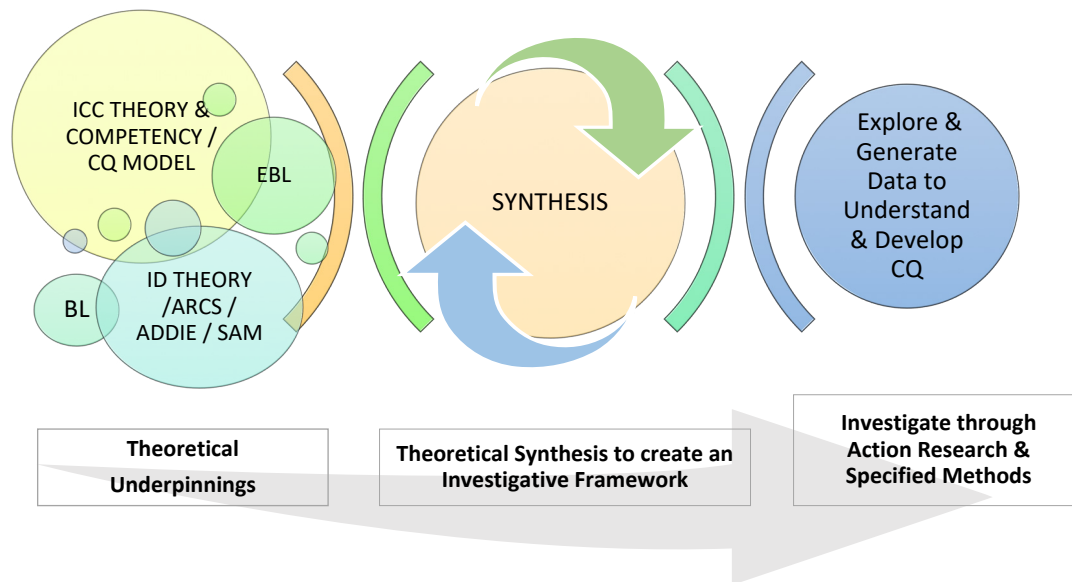 ICC THEORY &
COMPETENCY /
CQ MODEL
EBL
BL
ID THEORY
/ARCS /
ADDIE / SAM
SYNTHESIS
Explore &
Generate
Data to
Understand
& Develop
CQ
Theoretical
Underpinnings
Theoretical Synthesis to create an
Investigative Framework
Investigate through
Action Research &
Specified Methods